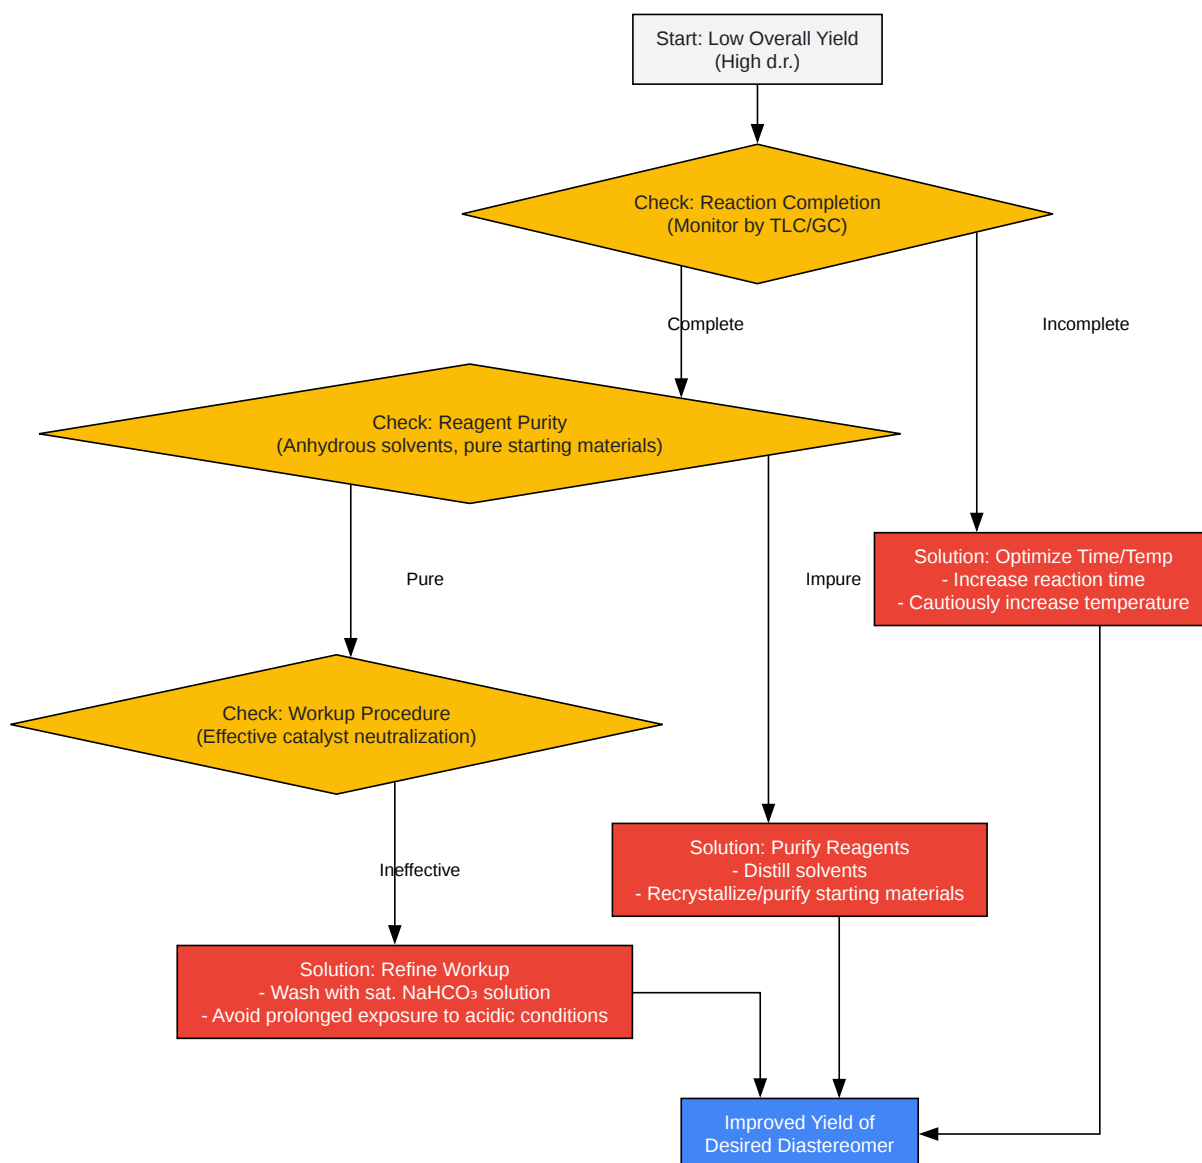 Start: Low Overall Yield
(High d.r.)
Check: Reaction Completion
(Monitor by TLC/GC)
Complete
Incomplete
Check: Reagent Purity
(Anhydrous solvents, pure starting materials)
Pure
Impure
Solution: Optimize Time/Temp
- Increase reaction time
- Cautiously increase temperature
Check: Workup Procedure
(Effective catalyst neutralization)
Ineffective
Solution: Purify Reagents
- Distill solvents
- Recrystallize/purify starting materials
Solution: Refine Workup
- Wash with sat. NaHCO₃ solution
- Avoid prolonged exposure to acidic conditions
Improved Yield of
Desired Diastereomer